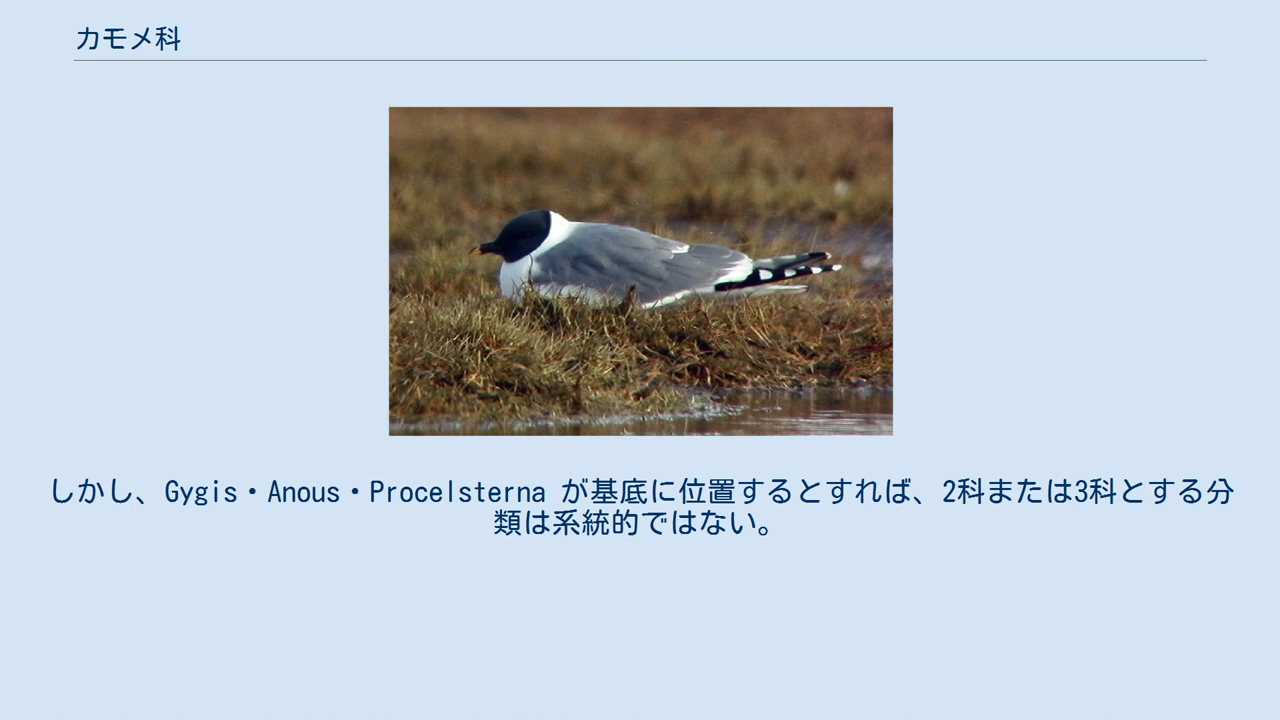 カモメ科
しかし、Gygis・Anous・Procelsterna が基底に位置するとすれば、2科または3科とする分
類は系統的ではない。